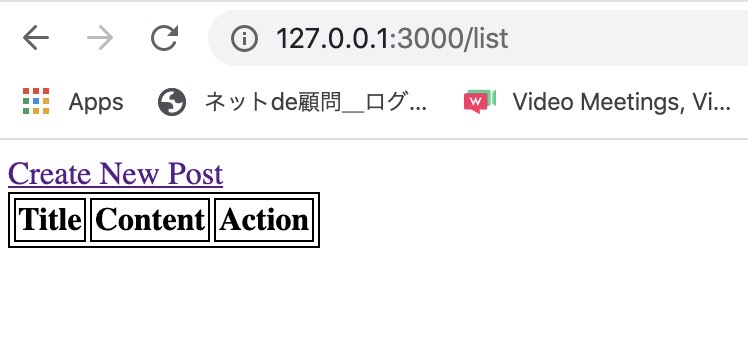 127.0.0.1:3000/list
Apps ネットde顧問__ログ... Video Meetings, Vi...
Create New Post
Title Content Action